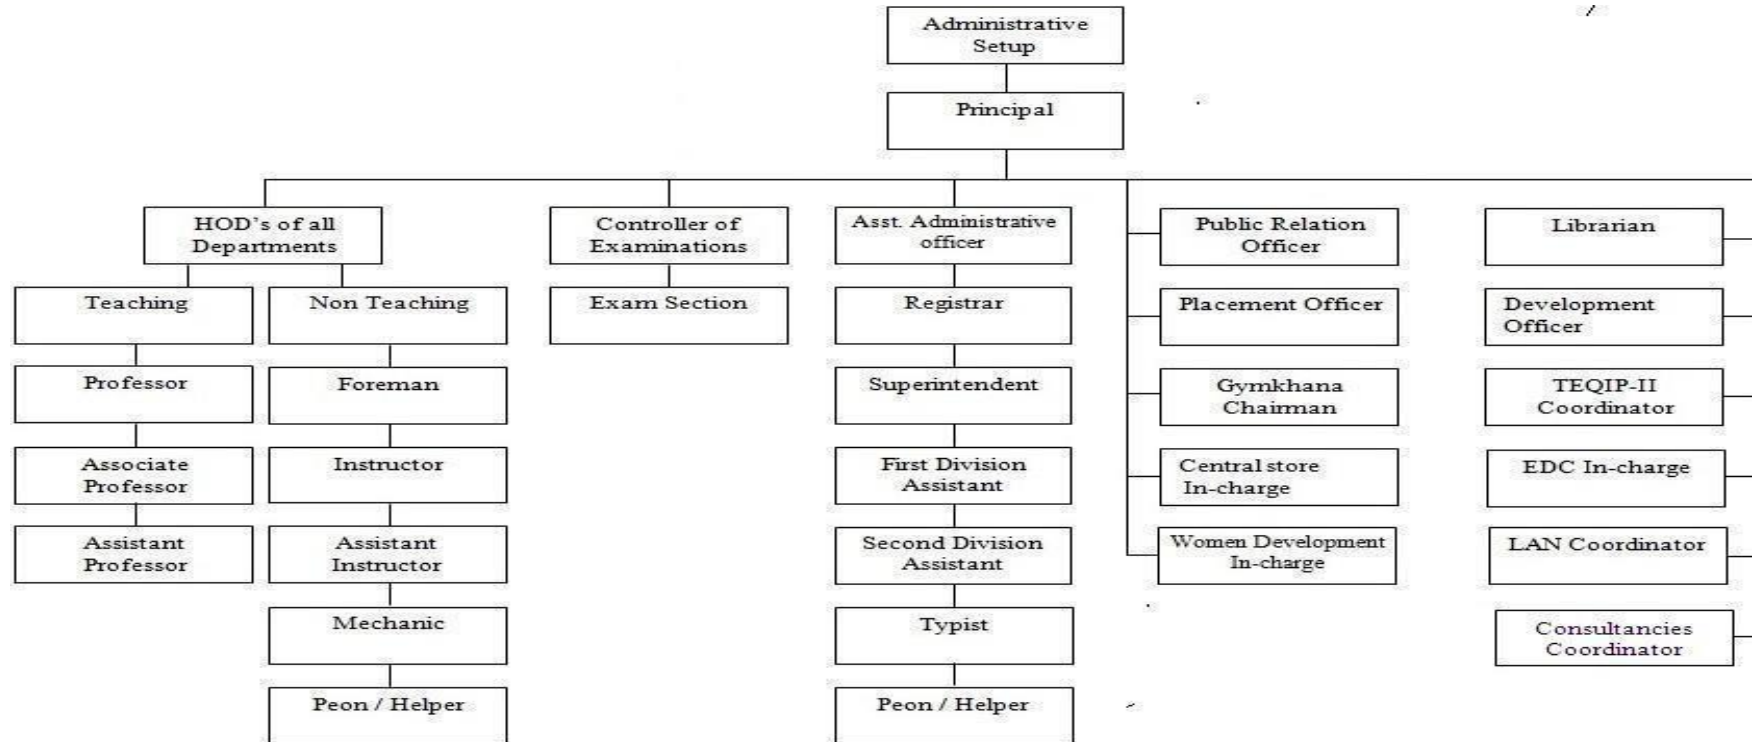 Administrative
Setup
Principal
HOD's of all
Departments
Controller of
Examinations
Asst. Administrative
officer
Public Relation
Officer
Librarian
Teaching
Non Teaching
Exam Section
Registrar
Placement Officer
Development
Officer
Professor
Foreman
Superintendent
Gymkhana
Chairman
TEQIP-II
Coordinator
Associate
Professor
Instructor
First Division
Assistant
Central store
In-charge
EDC In-charge
Assistant
Professor
Assistant
Instructor
Second Division
Assistant
Women Development
In-charge
LAN Coordinator
Mechanic
Typist
Consultancies
Coordinator
Peon / Helper
Peon / Helper